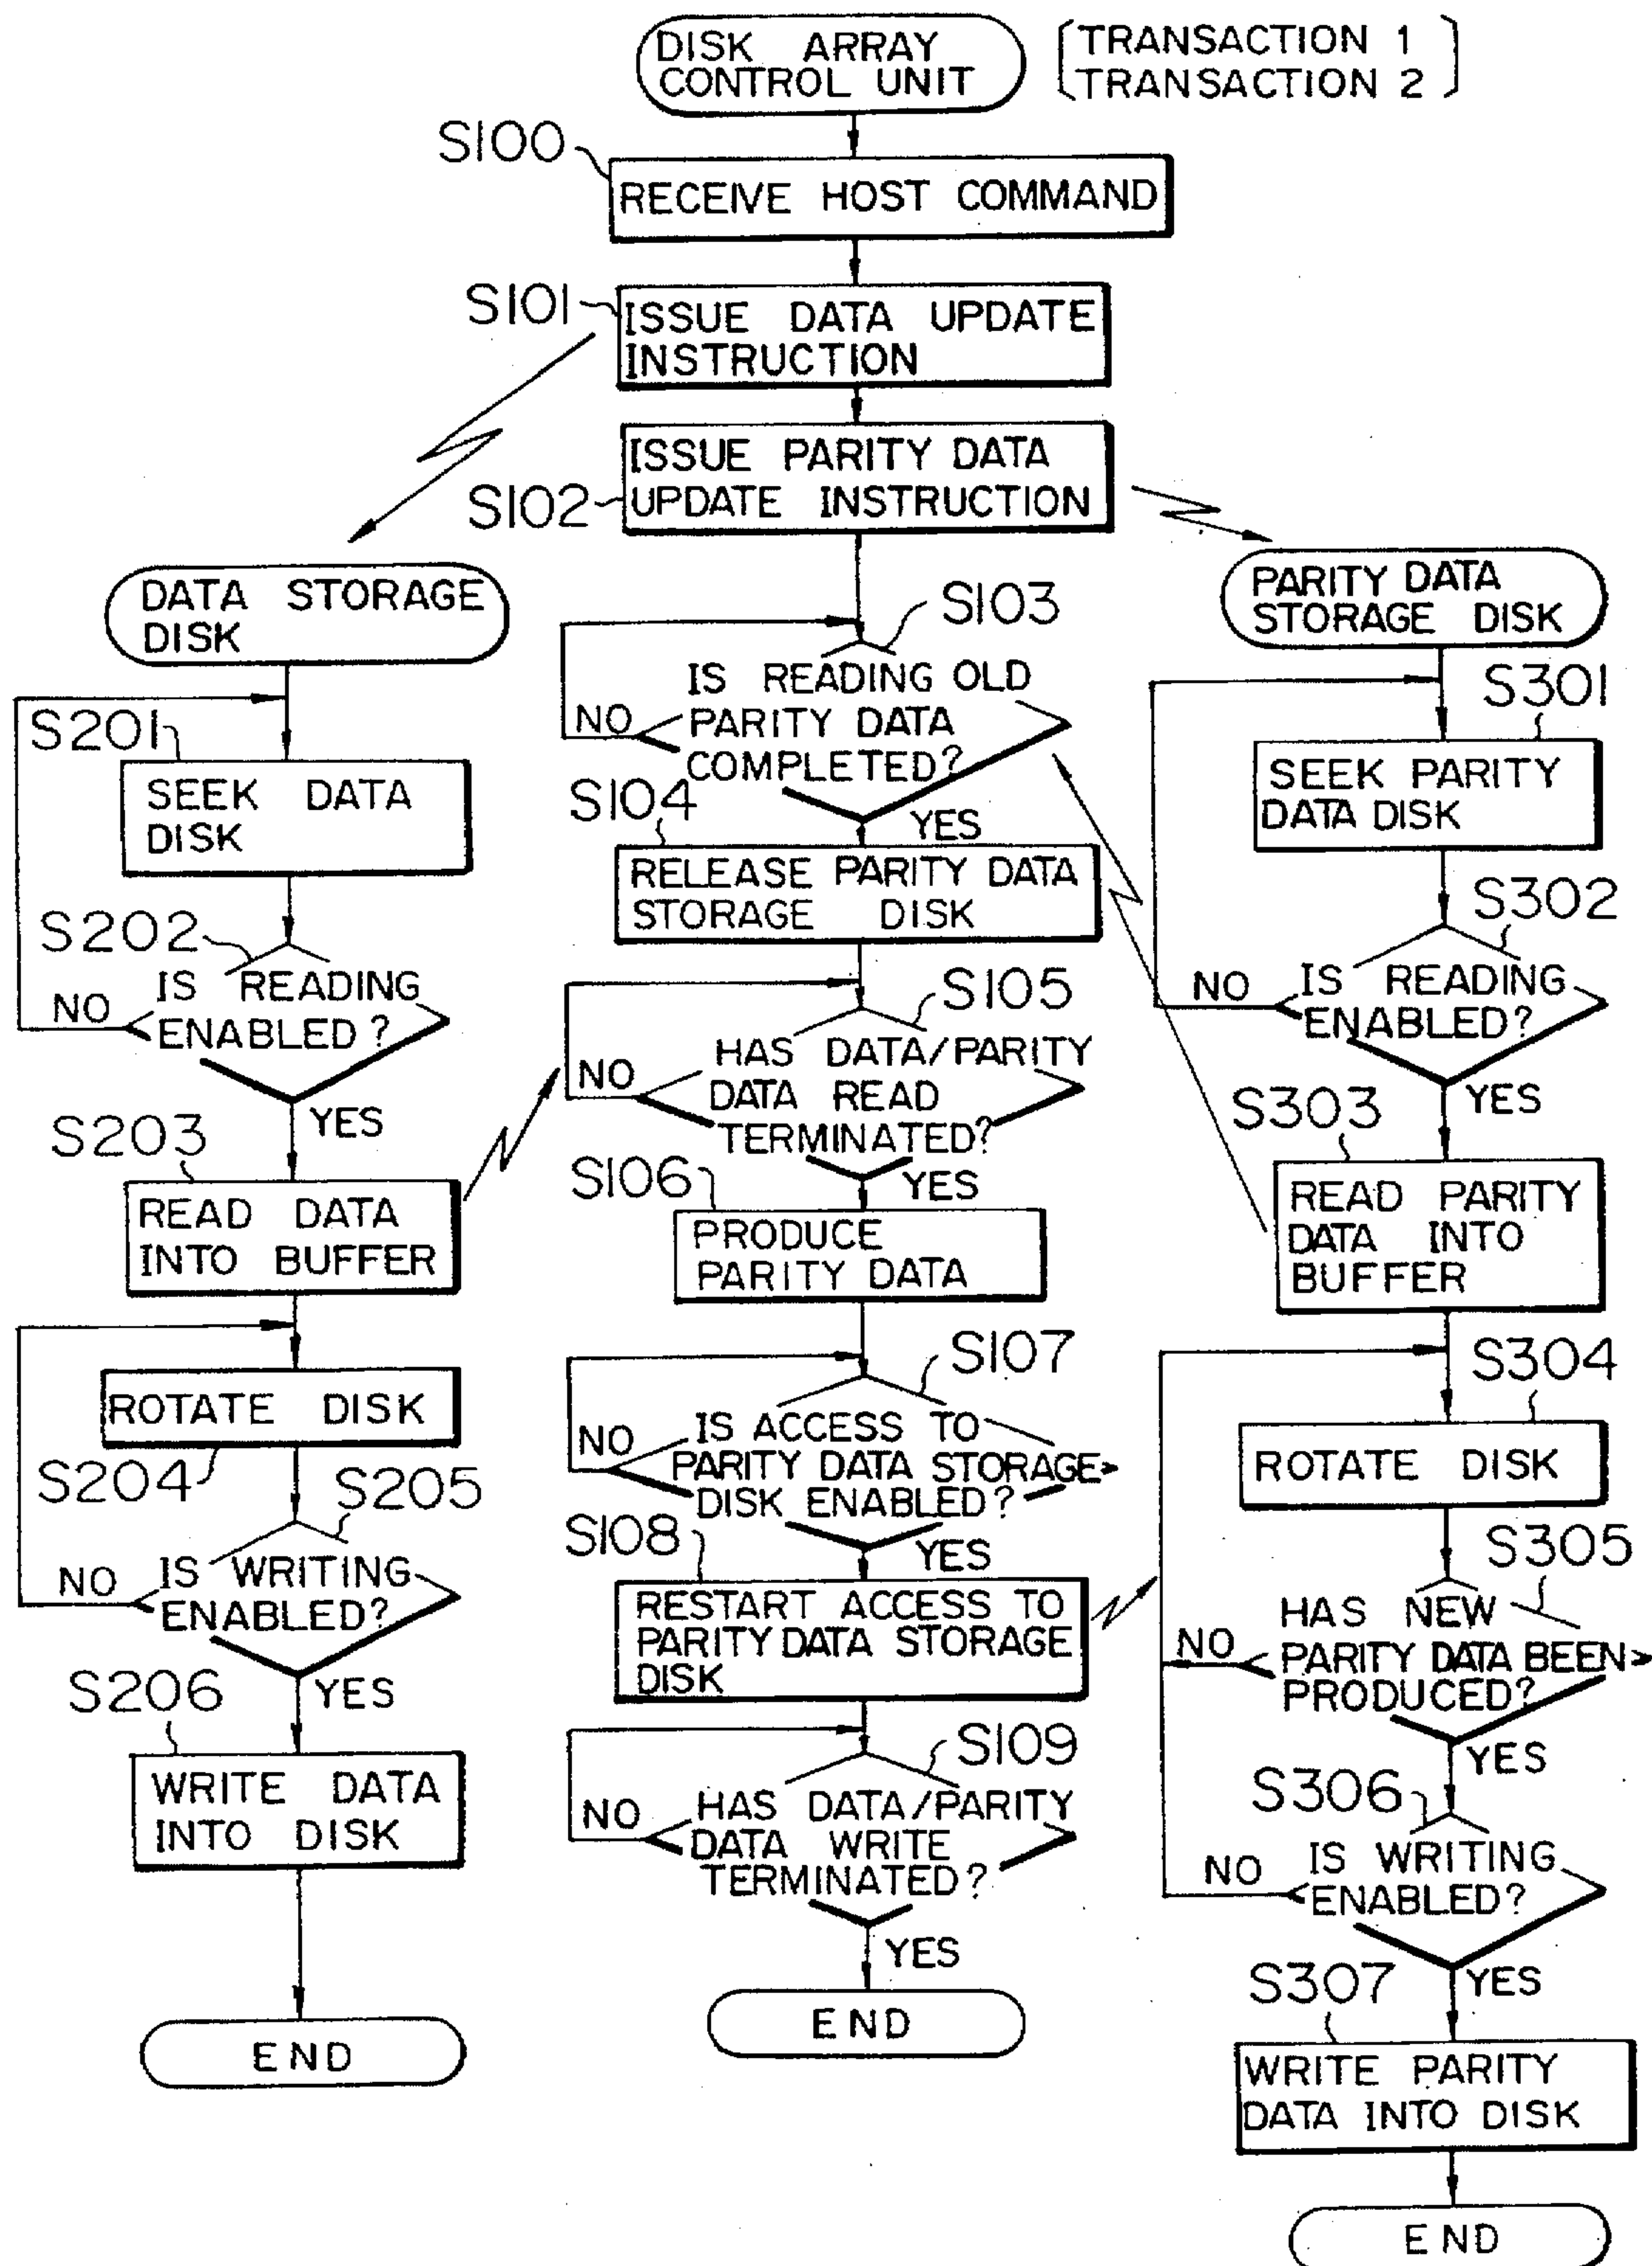 DISK ARRAY
CONTROL UNIT
TRANSACTION 1
TRANSACTION 2
S100
RECEIVE HOST COMMAND
S101
ISSUE DATA UPDATE
INSTRUCTION
S102
ISSUE PARITY DATA
UPDATE INSTRUCTION
S103
IS READING OLD
PARITY DATA
COMPLETED?
NO
YES
S104
RELEASE PARITY DATA
STORAGE DISK
S105
HAS DATA/PARITY
DATA READ
TERMINATED?
NO
YES
S106
PRODUCE
PARITY DATA
S107
IS ACCESS TO
PARITY DATA STORAGE
DISK ENABLED?
NO
YES
S108
RESTART ACCESS TO
PARITY DATA STORAGE
DISK
S109
HAS DATA/PARITY
DATA WRITE
TERMINATED?
NO
YES
END
DATA STORAGE
DISK
S201
SEEK DATA
DISK
S202
IS READING
ENABLED?
NO
YES
S203
READ DATA
INTO BUFFER
ROTATE DISK
S204
S205
IS WRITING
ENABLED?
NO
YES
S206
WRITE DATA
INTO DISK
END
PARITY DATA
STORAGE DISK
S301
SEEK PARITY
DATA DISK
S302
IS READING
ENABLED?
NO
YES
S303
READ PARITY
DATA INTO
BUFFER
S304
ROTATE DISK
S305
HAS NEW
PARITY DATA BEEN
PRODUCED?
NO
YES
S306
IS WRITING
ENABLED?
NO
YES
S307
WRITE PARITY
DATA INTO DISK
END